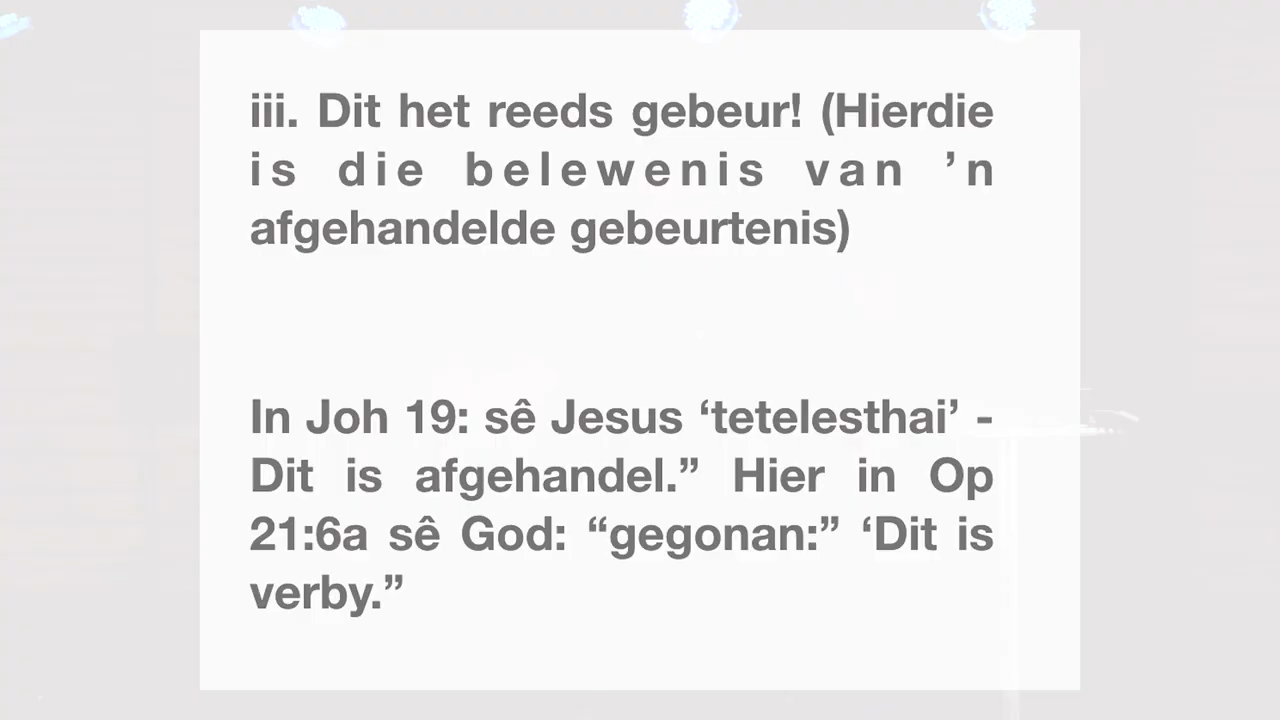 iii. Dit het reeds gebeur! (Hierdie
is die belewenis van ’n
afgehandelde gebeurtenis)
In Joh 19: sê Jesus ‘tetelesthai’ -
Dit is afgehandel.” Hier in Op
21:6a sê God: “gegonan:” ‘Dit is
verby.”